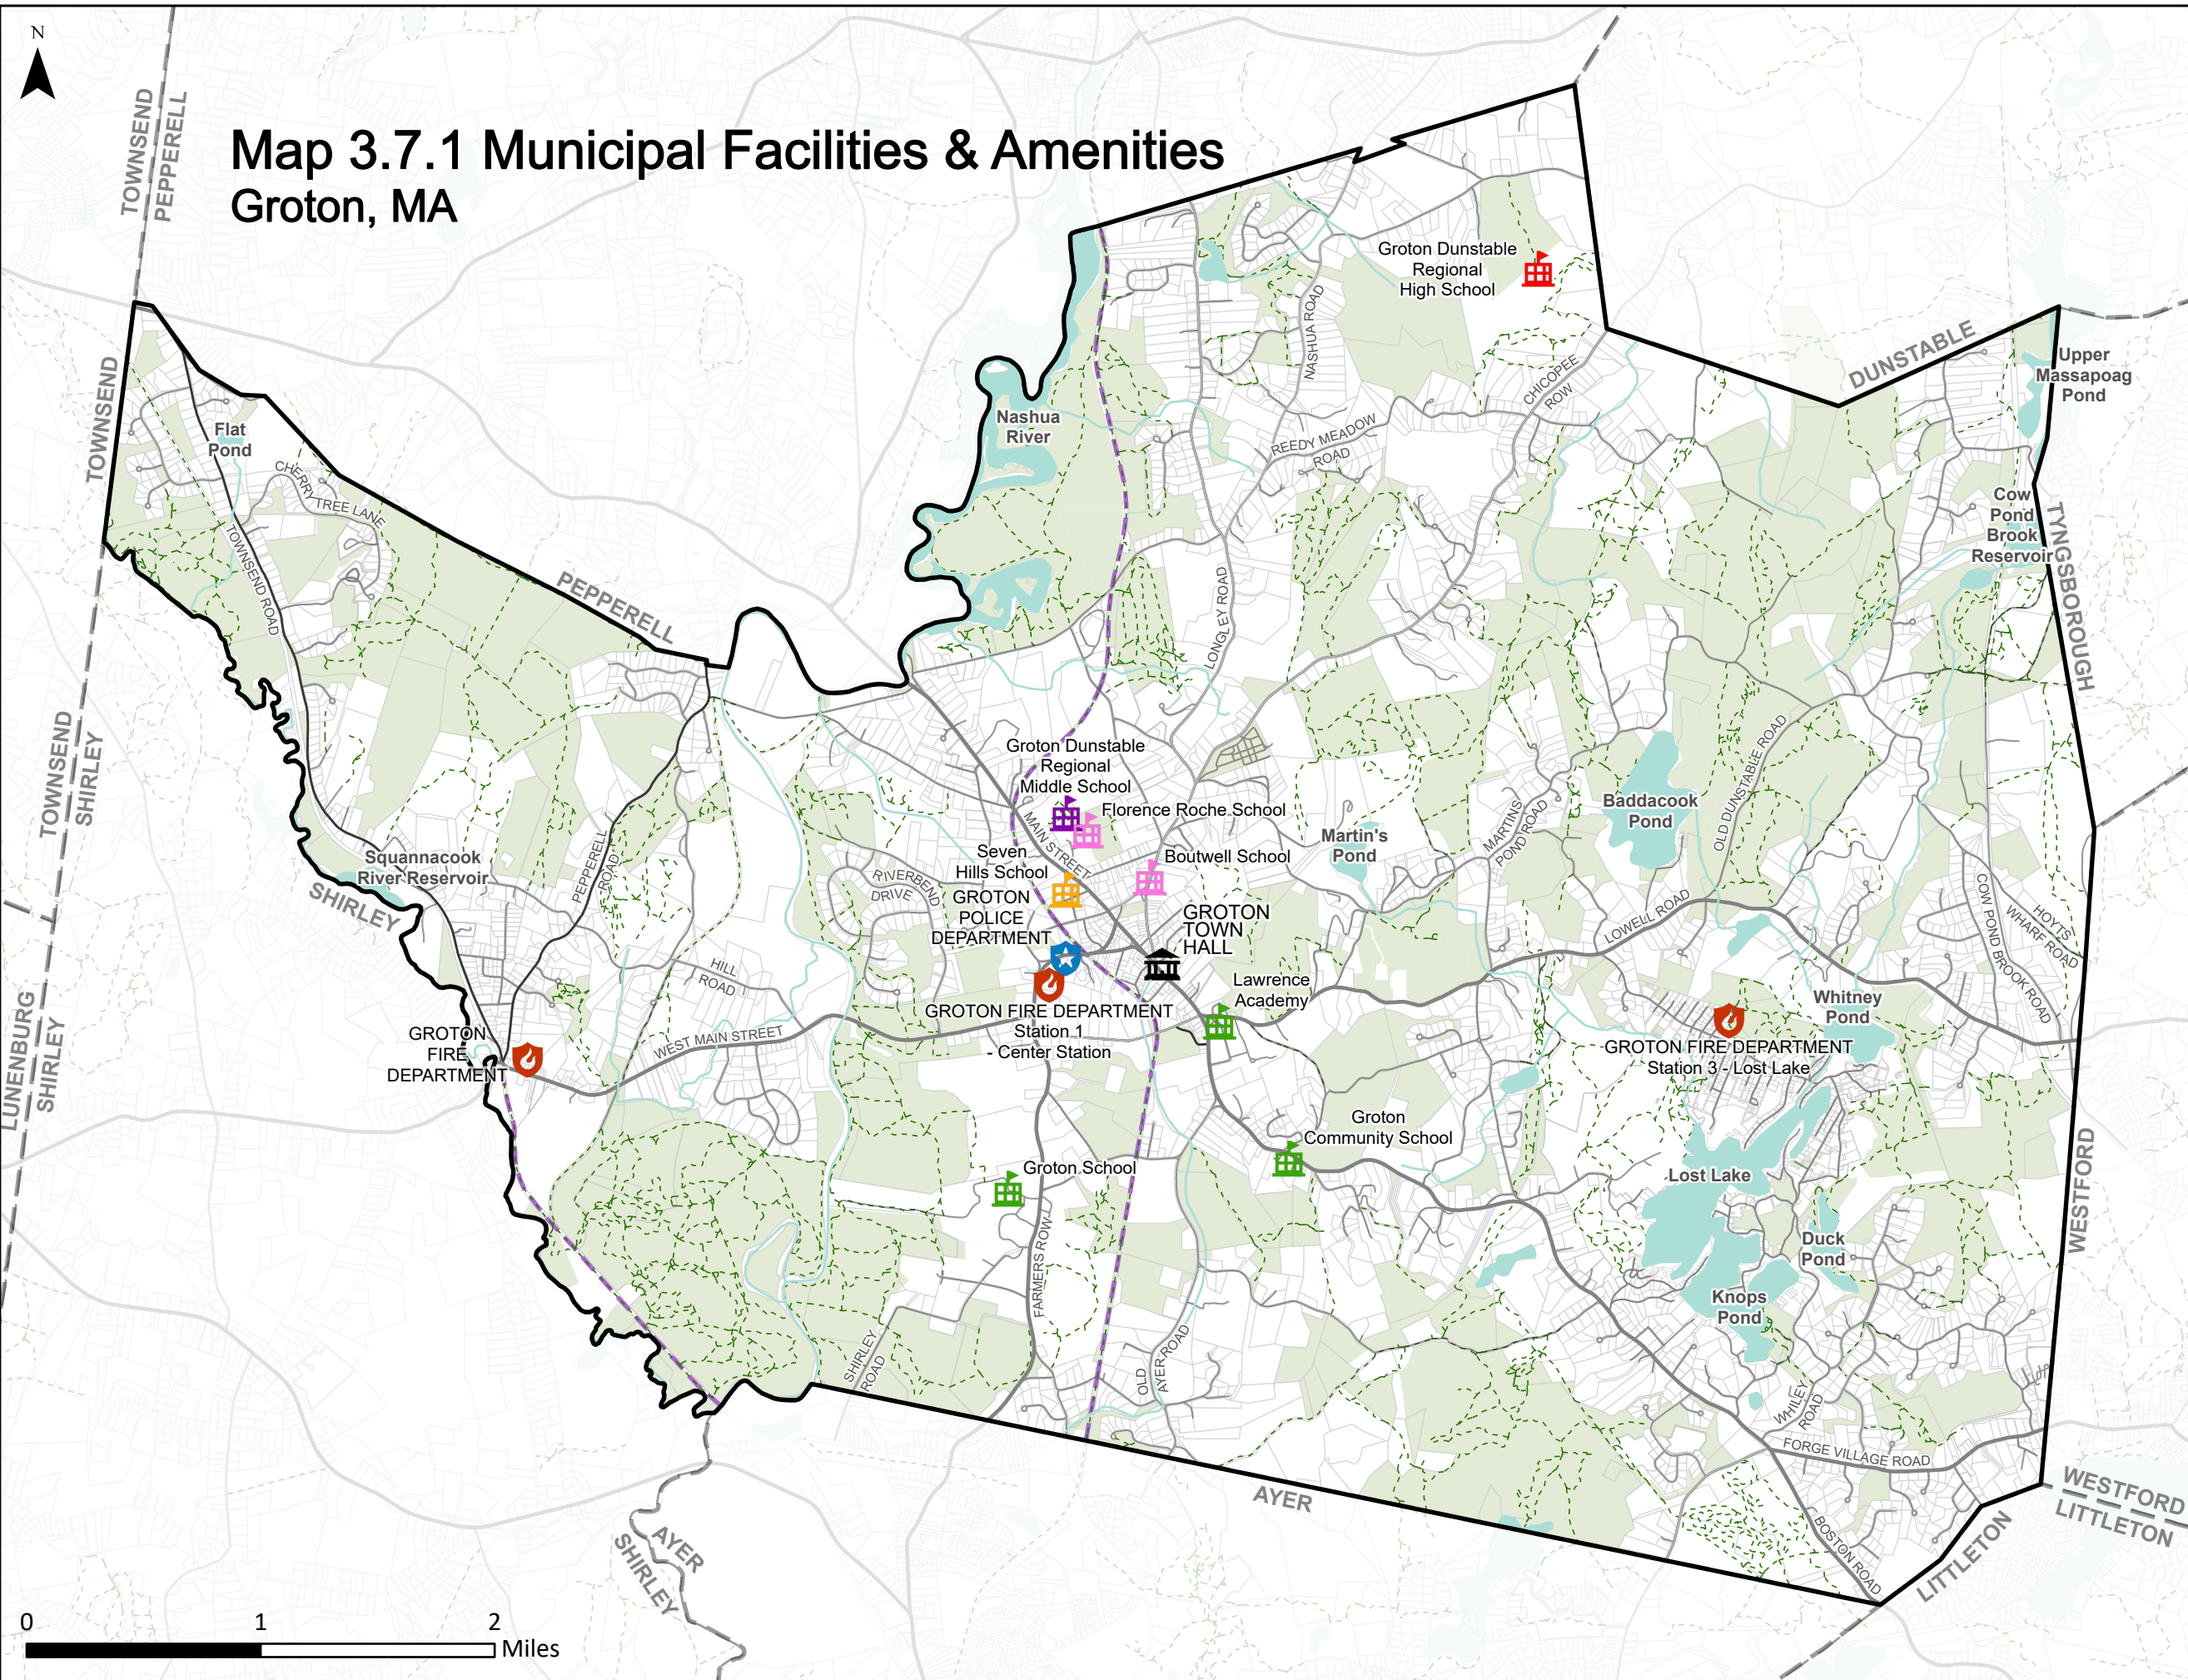 N
Map 3.7.1 Municipal Facilities & Amenities
Groton, MA
TOWNSEND
PEPPERELL
Groton Dunstable
Regional
High School
NASHUA ROAD
CHICOPEE
ROW
DUNSTABLE
Upper
Massapoag
Pond
TOWNSEND
Flat
Pond
CHERRY TREE LANE
TOWNSEND ROAD
Nashua
River
REEDY MEADOW
ROAD
Cow
Pond
Brook
Reservoir
TYNGSBOROUGH
PEPPERELL
LONGLEY ROAD
TOWNSEND
SHIRLEY
Groton Dunstable
Regional
Middle School
Florence Roche School
MAIN STREET
Seven
Hills School
Boutwell School
Martin's
Pond
MARTINS
POND ROAD
Baddacook
Pond
OLD DUNSTABLE ROAD
Squannacook
River Reservoir
SHIRLEY
PEPPERELL
ROAD
RIVERBEND
DRIVE
GROTON
POLICE
DEPARTMENT
GROTON
TOWN
HALL
LOWELL ROAD
COW POND BROOK ROAD
HOYTS
WHARF ROAD
HILL
ROAD
Lawrence
Academy
Whitney
Pond
GROTON FIRE DEPARTMENT
Station 1
- Center Station
WEST MAIN STREET
GROTON
FIRE
DEPARTMENT
GROTON FIRE DEPARTMENT
Station 3 - Lost Lake
LUNENBURG
SHIRLEY
Groton
Community School
Groton School
Lost Lake
WESTFORD
FARMERS ROW
Duck
Pond
Knops
Pond
SHIRLEY
ROAD
OLD
AYER ROAD
WHILEY
ROAD
FORGE VILLAGE ROAD
AYER
BOSTON ROAD
WESTFORD
LITTLETON
LITTLETON
AYER
SHIRLEY
0 1 2
Miles